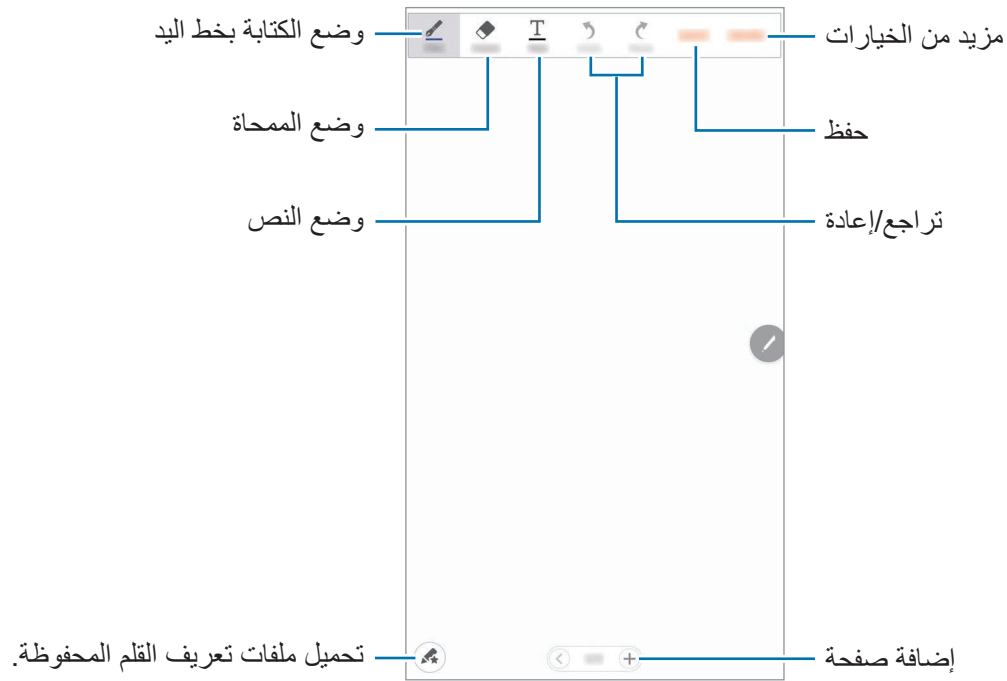 مزيد من الخيارات
وضع الكتابة بخط اليد
T
حفظ
وضع الممحاة
تراجع/إعادة
وضع النص
إضافة صفحة
تحميل ملفات تعريف القلم المحفوظة.